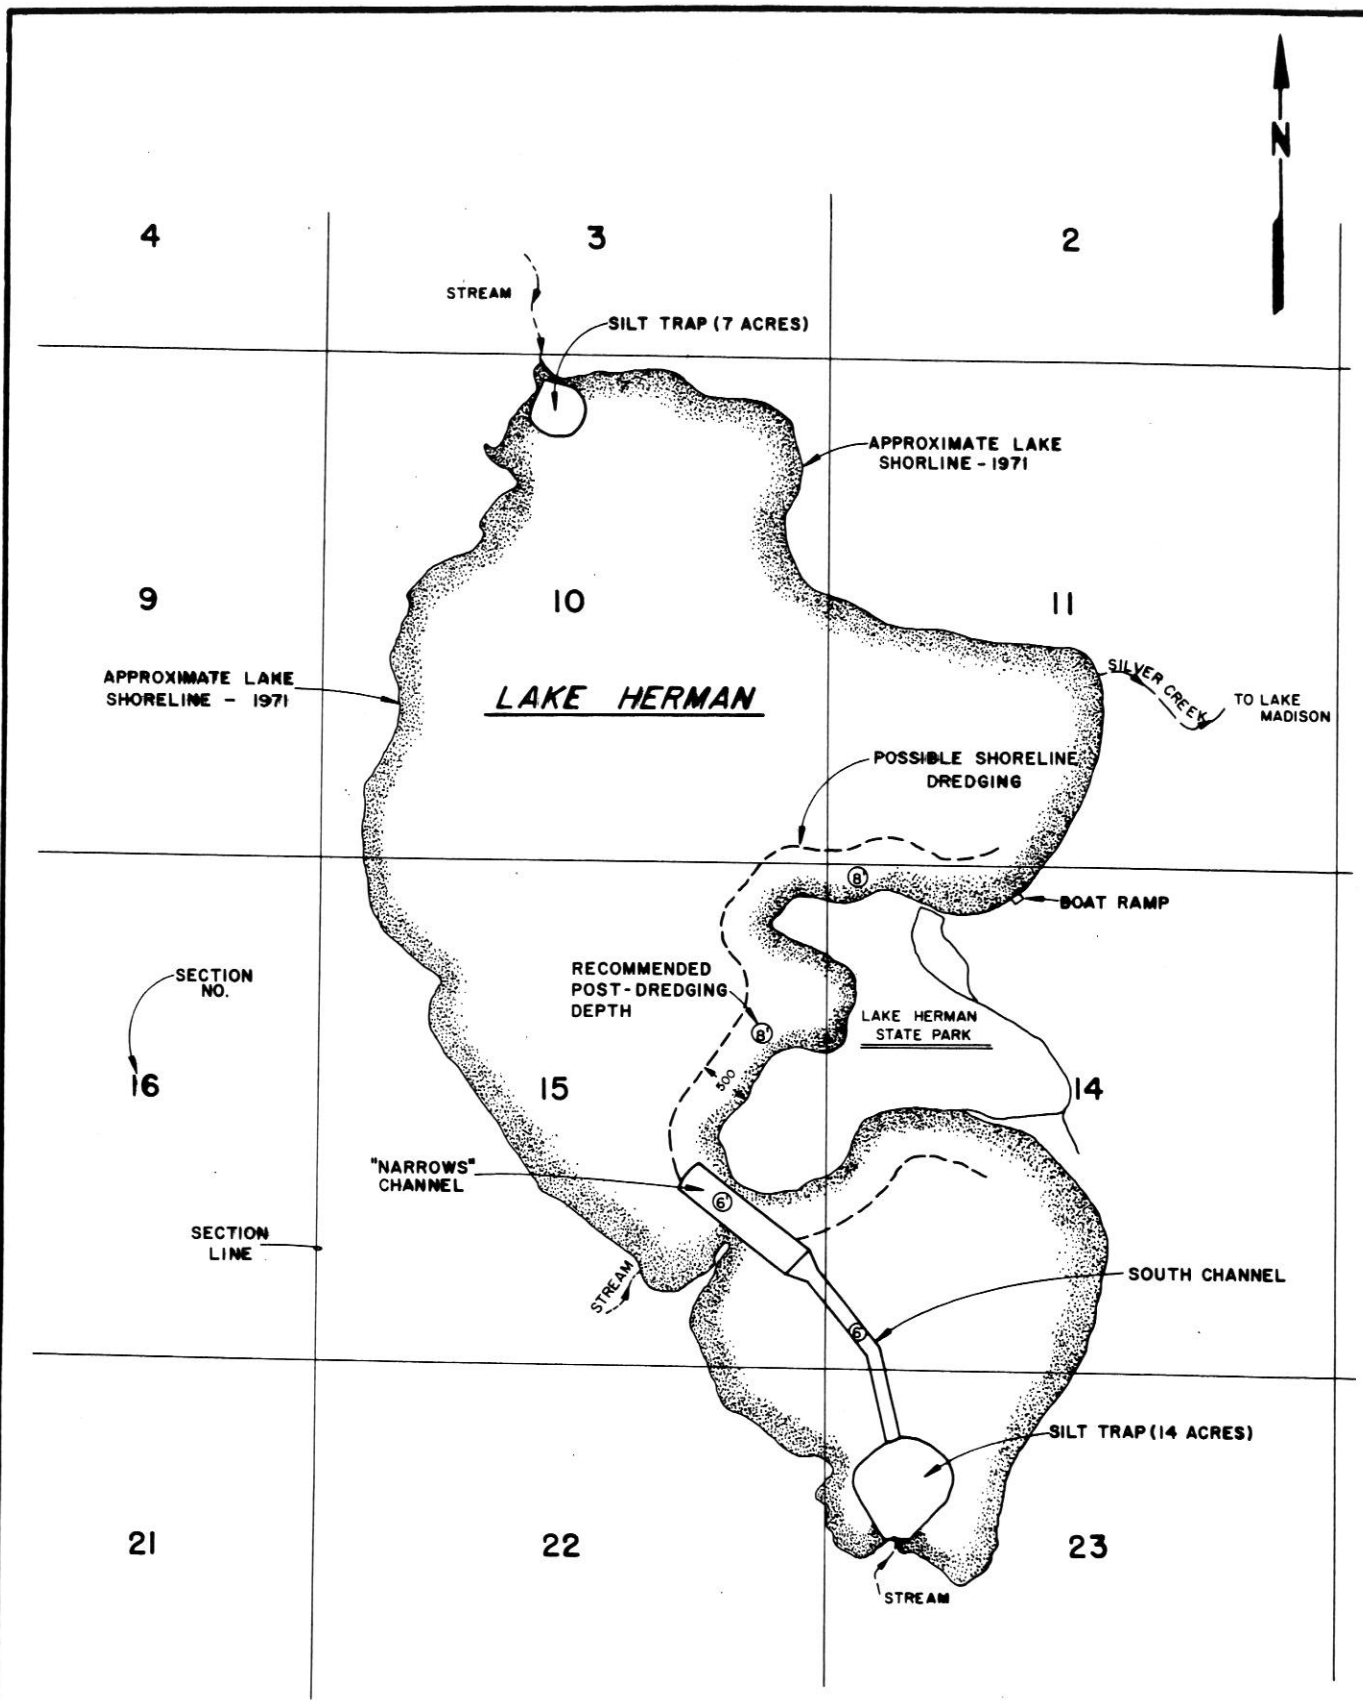 N
4
3
2
STREAM
SILT TRAP (7 ACRES)
APPROXIMATE LAKE
SHORLINE - 1971
9
10
11
SILVER CREEK
APPROXIMATE LAKE
SHORELINE - 1971
LAKE HERMAN
TO LAKE
MADISON
POSSIBLE SHORELINE
DREDGING
8'
BOAT RAMP
SECTION
NO.
RECOMMENDED
POST-DREDGING
DEPTH
8'
LAKE HERMAN
STATE PARK
500
16
15
14
"NARROWS"
CHANNEL
6'
SECTION
LINE
STREAM
SOUTH CHANNEL
6
SILT TRAP (14 ACRES)
21
22
23
STREAM